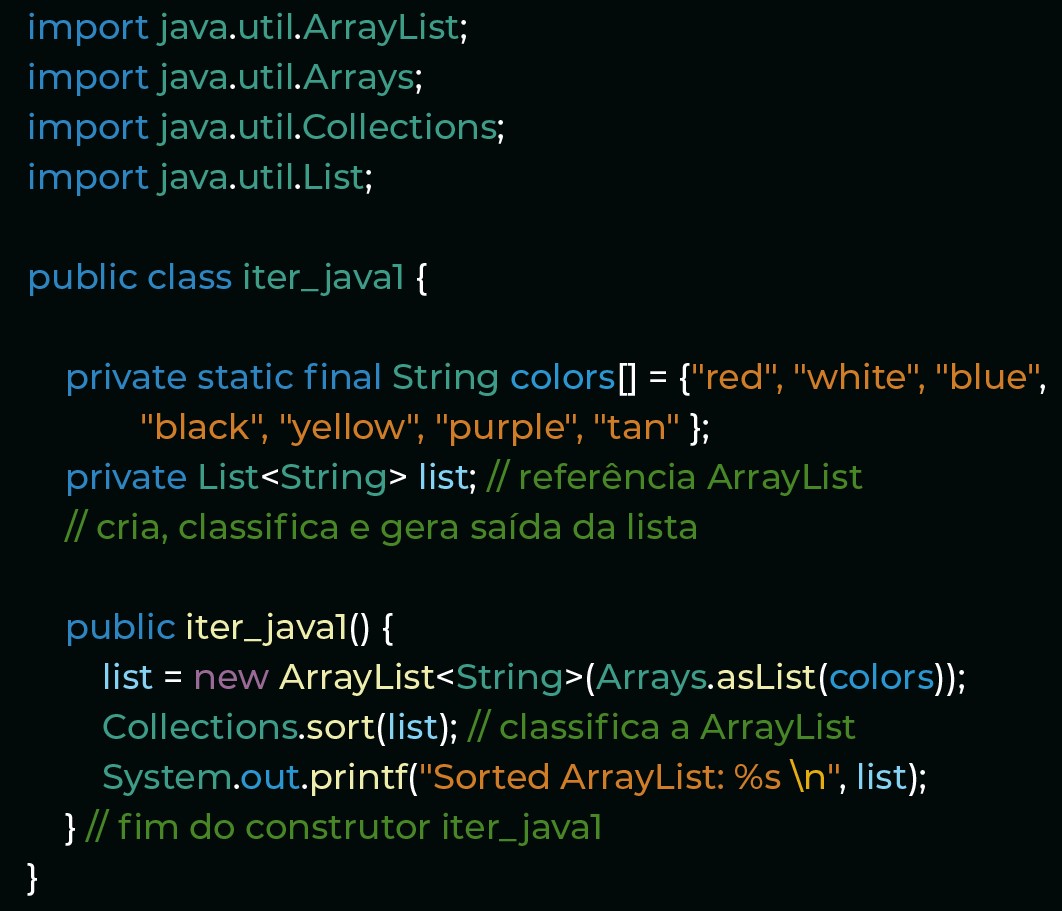 import java.util.ArrayList;
import java.util.Arrays;
import java.util.Collections;
import java.util.List;

public class iter_java1 {

    private static final String colors[] = {"red", "white", "blue",
            "black", "yellow", "purple", "tan" };
    private List<String> list; // referência ArrayList
    // cria, classifica e gera saída da lista

    public iter_java1() {
        list = new ArrayList<String>(Arrays.asList(colors));
        Collections.sort(list); // classifica a ArrayList
        System.out.printf("Sorted ArrayList: %s \n", list);
    } // fim do construtor iter_java1
}